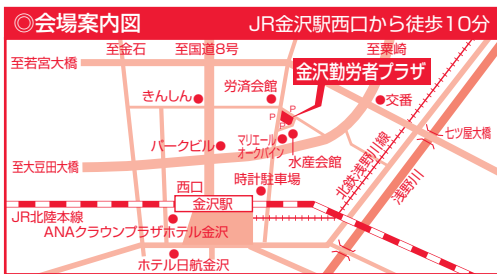 ◎会場案内図
JR金沢駅西口から徒歩10分
至金石
至国道8号
至粟崎
至若宮大橋
金沢勤労者プラザ
労済会館
きんしん
交番
P
P
P
七ツ屋大橋
パークビル
マリエール
オークパイン
水産会館
北鉄浅野川線
浅野川
至大豆田大橋
時計駐車場
西口
金沢駅
JR北陸本線
ANAクラウンプラザホテル金沢
ホテル日航金沢